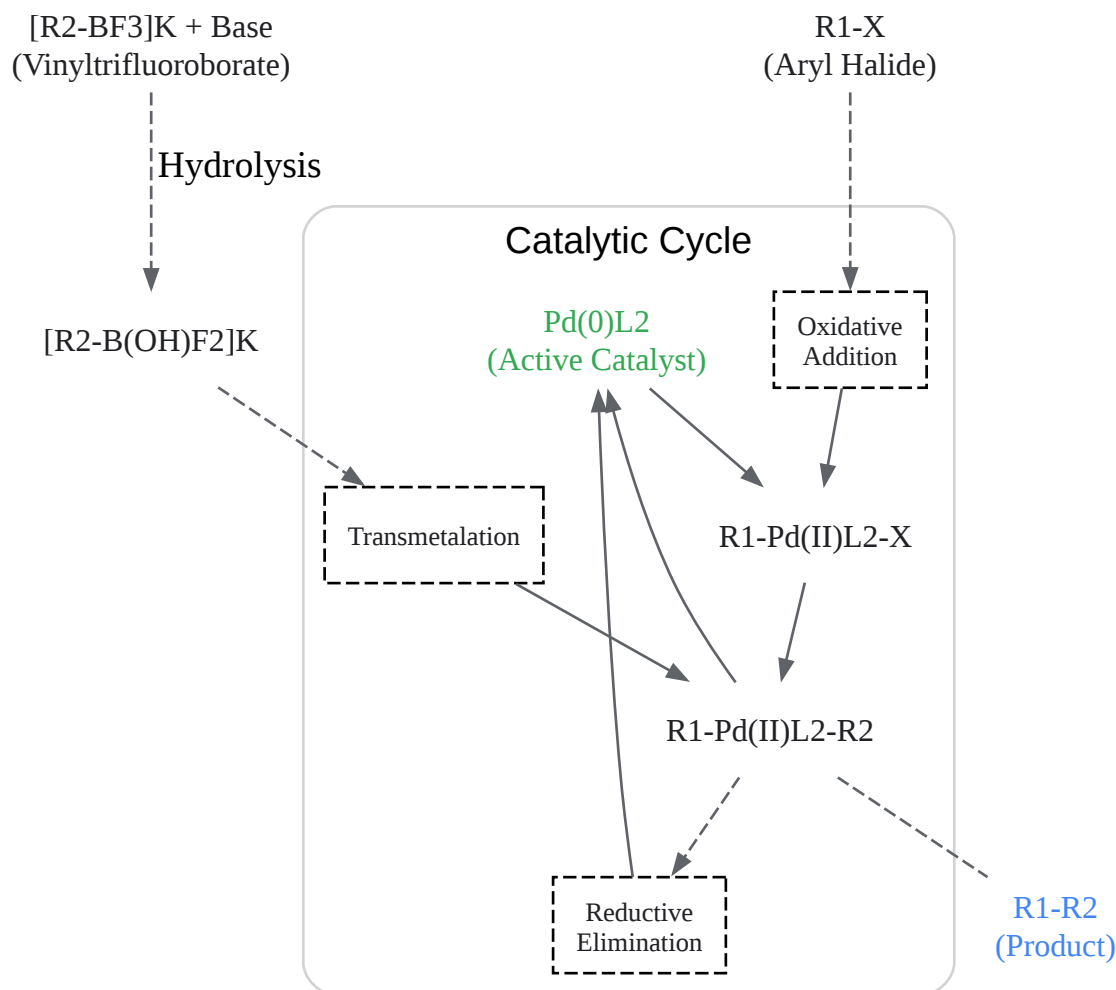 [R2-BF3]K + Base
(Vinyltrifluoroborate)
R1-X
(Aryl Halide)
Hydrolysis
Catalytic Cycle
[R2-B(OH)F2]K
Pd(0)L2
(Active Catalyst)
Oxidative
Addition
Transmetalation
R1-Pd(II)L2-X
R1-Pd(II)L2-R2
Reductive
Elimination
R1-R2
(Product)